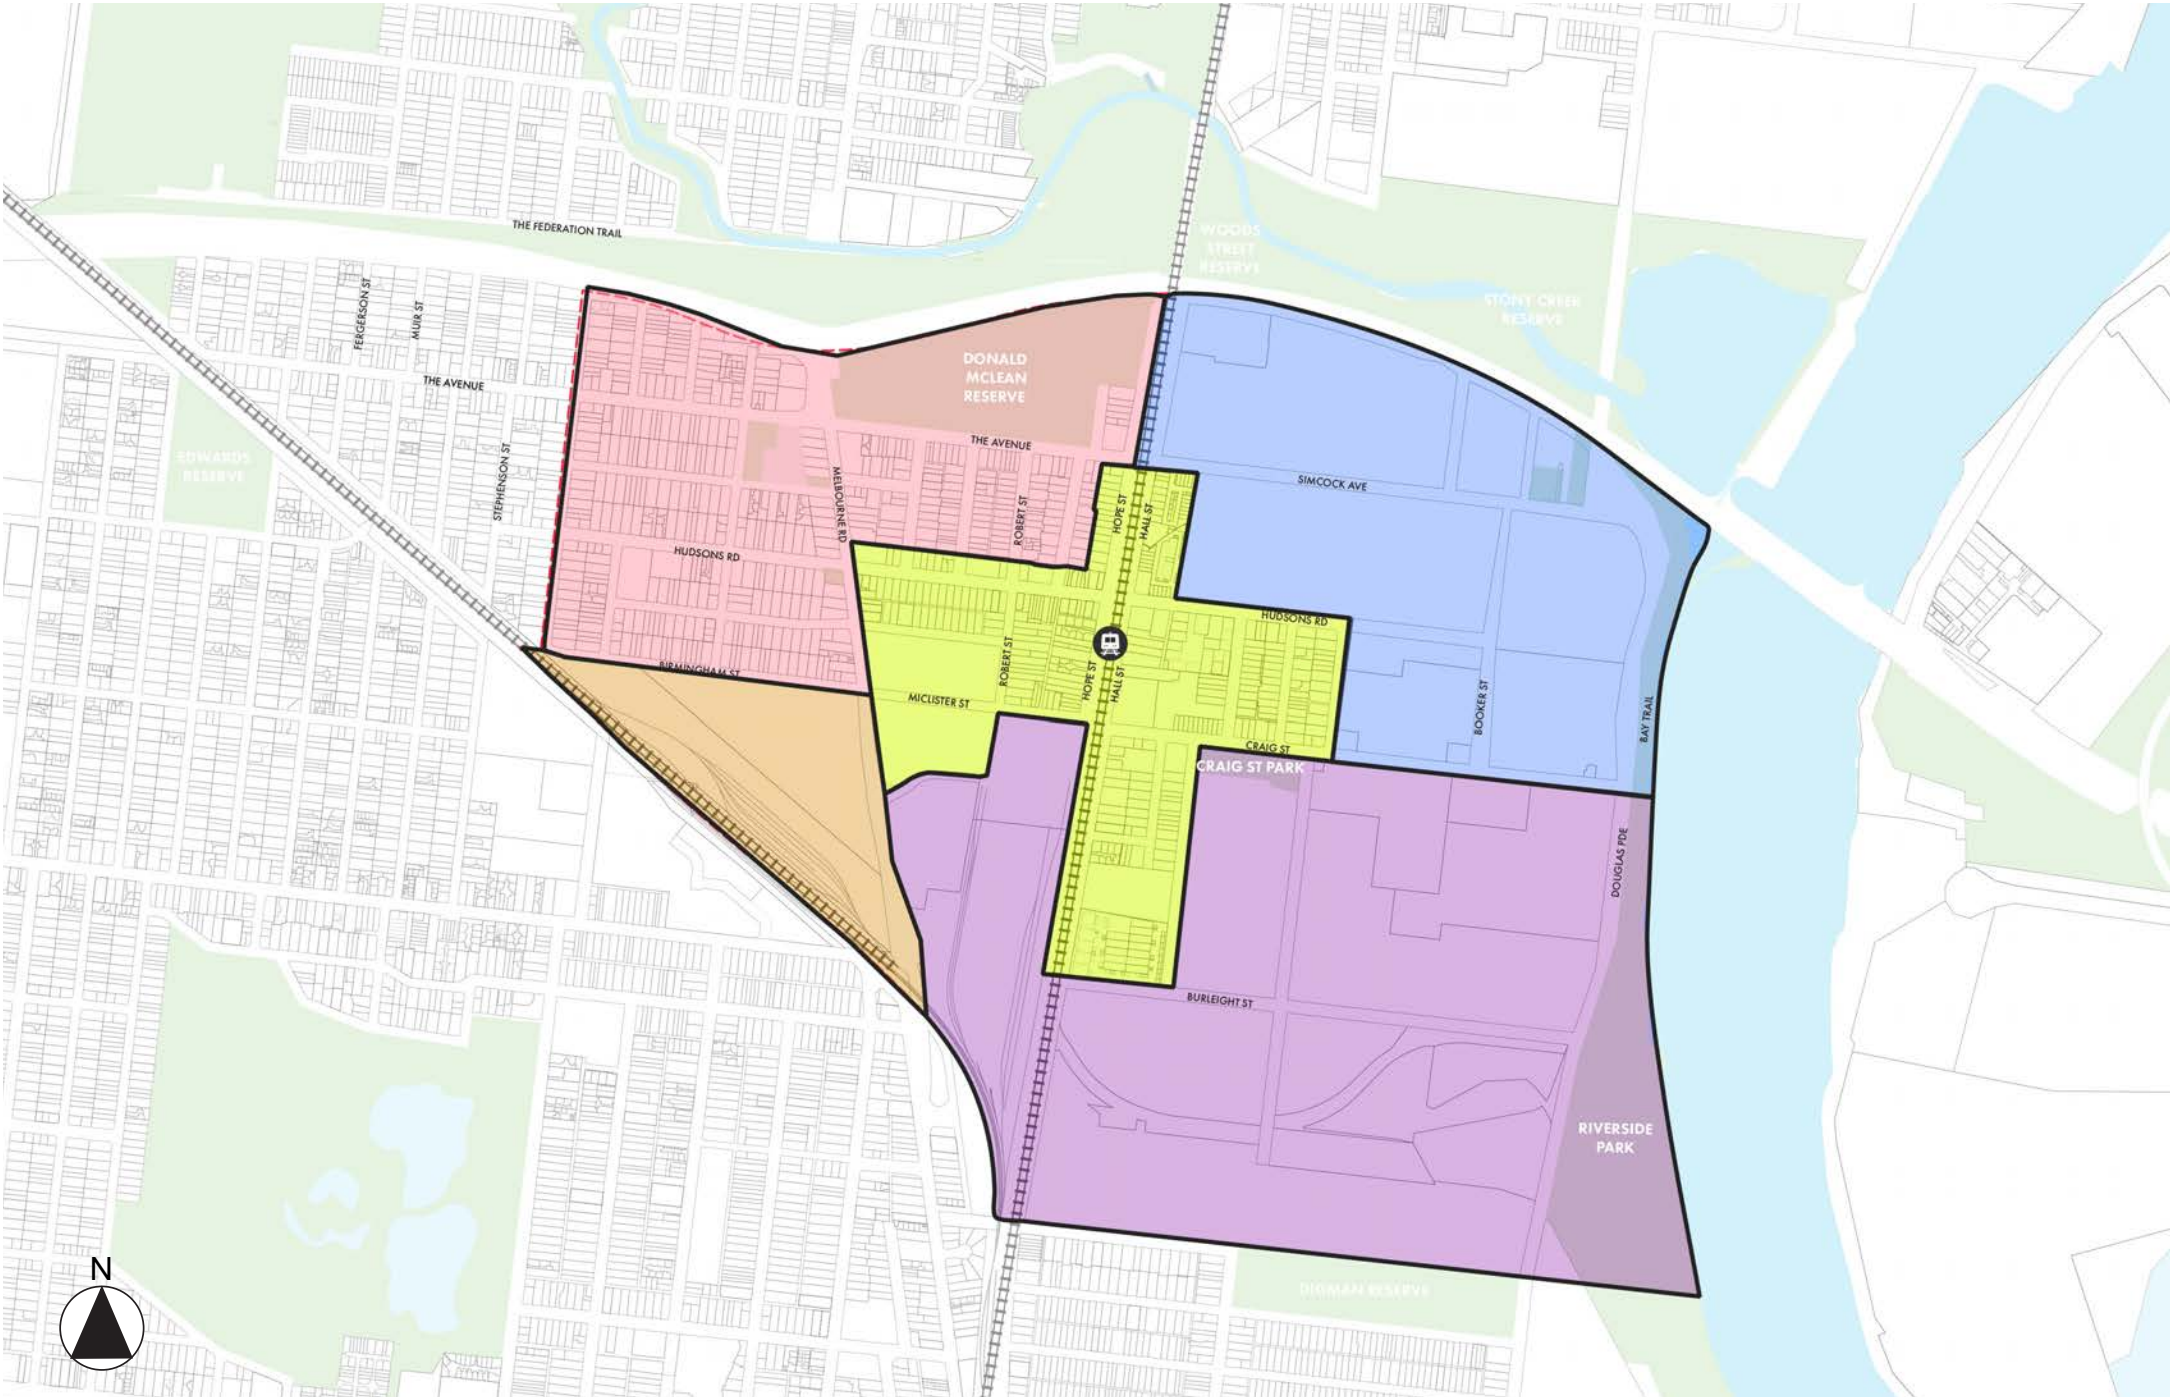 THE FEDERATION TRAIL
WOODS
STREET
RESERVE
FERGERSON ST
MUIR ST
STONY CREEK
RESERVE
THE AVENUE
DONALD
MCLEAN
RESERVE
THE AVENUE
EDWARDS
RESERVE
STEPHENSON ST
MELBOURNE RD
ROBERT ST
HOPE ST
HALL ST
SIMCOCK AVE
HUDSONS RD
HUDSONS RD
BIRMINGHAM ST
ROBERT ST
HOPE ST
HALL ST
MICLISTER ST
BOOKER ST
BAY TRAIL
CRAIG ST
CRAIG ST PARK
DOUGLAS PDE
BURLEIGHT ST
RIVERSIDE
PARK
DIGMAN RESERVE
N